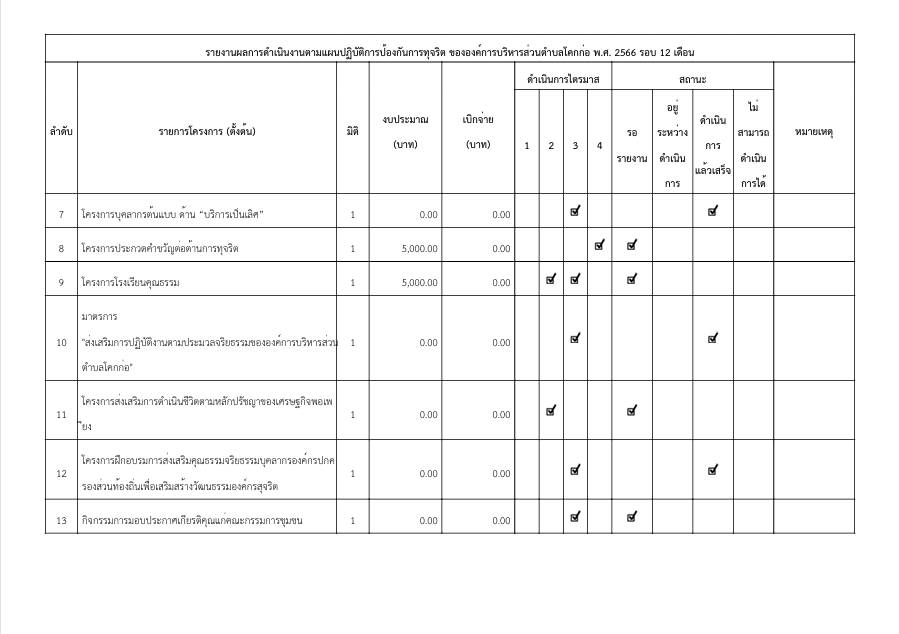 รายงานผลการดำเนินงานตามแผนปฏิบัติการป้องกันการทุจริต ขององค์การบริหารส่วนตำบลโคกก่อ พ.ศ. 2566 รอบ 12 เดือน
ลำดับ รายการโครงการ (ตั้งต้น) มิติ งบประมาณ (บาท) เบิกจ่าย (บาท) ดำเนินการไตรมาส สถานะ หมายเหตุ
1 2 3 4 รอรายงาน อยู่ระหว่างดำเนินการ ดำเนินการแล้วเสร็จ ไม่สามารถดำเนินการได้
7 โครงการบุคลากรต้นแบบ ด้าน “บริการเป็นเลิศ” 1 0.00 0.00 ☑ ☑
8 โครงการประกวดคำขวัญต่อต้านการทุจริต 1 5,000.00 0.00 ☑ ☑
9 โครงการโรงเรียนคุณธรรม 1 5,000.00 0.00 ☑ ☑ ☑
มาตรการ
10 "ส่งเสริมการปฏิบัติงานตามประมวลจริยธรรมขององค์การบริหารส่วน 1 0.00 0.00 ☑ ☑
ตำบลโคกก่อ"
โครงการส่งเสริมการดำเนินชีวิตตามหลักปรัชญาของเศรษฐกิจพอเพ
11 ียง 1 0.00 0.00 ☑ ☑
โครงการฝึกอบรมการส่งเสริมคุณธรรมจริยธรรมบุคลากรองค์กรปกค
12 รองส่วนท้องถิ่นเพื่อเสริมสร้างวัฒนธรรมองค์กรสุจริต 1 0.00 0.00 ☑ ☑
13 กิจกรรมการมอบประกาศเกียรติคุณแก่คณะกรรมการชุมชน 1 0.00 0.00 ☑ ☑